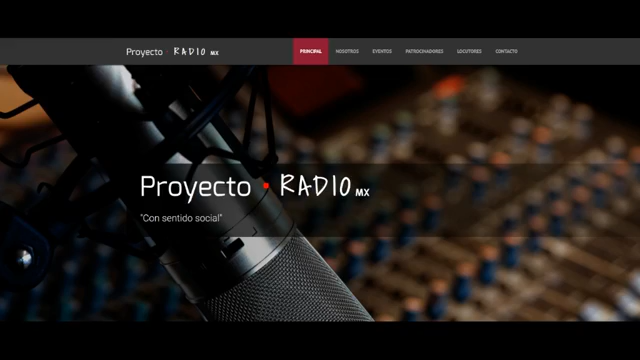 Proyecto RADIO MX
PRINCIPAL NOSOTROS EVENTOS PATROCINADORES LOCUTORES CONTACTO
Proyecto • RADIO MX
"Con sentido social"